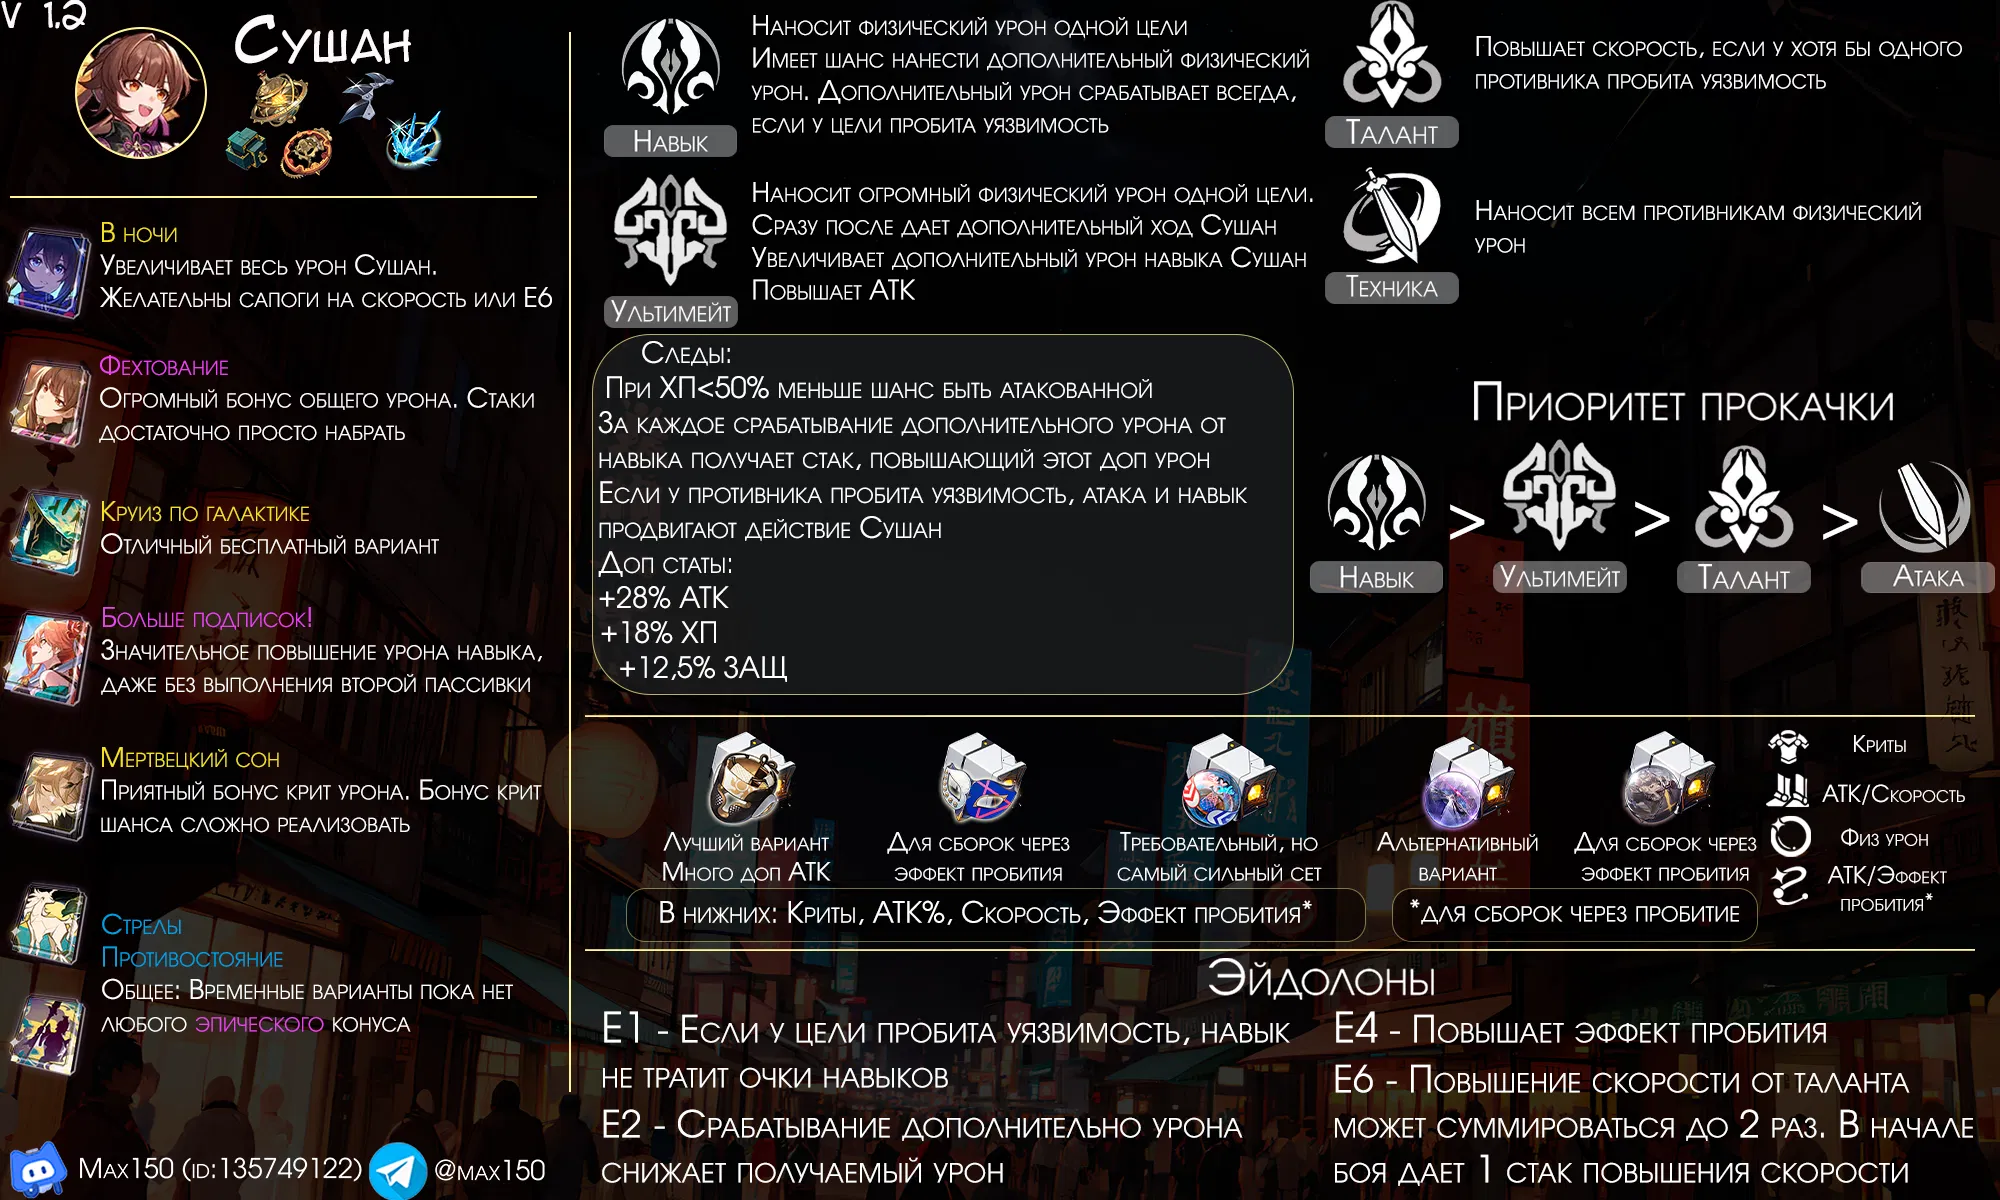 V 1.2
Сушан
В ночи
Увеличивает весь урон Сушан.
Желательны сапоги на скорость или Е6
Фехтование
Огромный бонус общего урона. Стаки
достаточно просто набрать
Круиз по галактике
Отличный бесплатный вариант
Больше подписок!
Значительное повышение урона навыка,
даже без выполнения второй пассивки
Мертвецкий сон
Приятный бонус крит урона. Бонус крит
шанса сложно реализовать
Стрелы
Противостояние
Общее: Временные варианты пока нет
любого эпического конуса
Max150 (id:135749122)
@max150
Навык
Наносит физический урон одной цели
Имеет шанс нанести дополнительный физический
урон. Дополнительный урон срабатывает всегда,
если у цели пробита уязвимость
Ультимейт
Наносит огромный физический урон одной цели.
Сразу после дает дополнительный ход Сушан
Увеличивает дополнительный урон навыка Сушан
Повышает АТК
Талант
Повышает скорость, если у хотя бы одного
противника пробита уязвимость
Техника
Наносит всем противникам физический
урон
Следы:
При ХП<50% меньше шанс быть атакованной
За каждое срабатывание дополнительного урона от
навыка получает стак, повышающий этот доп урон
Если у противника пробита уязвимость, атака и навык
продвигают действие Сушан
Доп статы:
+28% АТК
+18% ХП
+12,5% ЗАЩ
Приоритет прокачки
Навык > Ультимейт > Талант > Атака
Лучший вариант
Много доп АТК
Для сборок через
эффект пробития
Требовательный, но
самый сильный сет
Альтернативный
вариант
Для сборок через
эффект пробития
Криты
АТК/Скорость
Физ урон
АТК/Эффект
пробития*
В нижних: Криты, АТК%, Скорость, Эффект пробития*
*для сборок через пробитие
Эйдолоны
Е1 - Если у цели пробита уязвимость, навык
не тратит очки навыков
Е2 - Срабатывание дополнительно урона
снижает получаемый урон
Е4 - Повышает эффект пробития
Е6 - Повышение скорости от таланта
может суммироваться до 2 раз. В начале
боя дает 1 стак повышения скорости